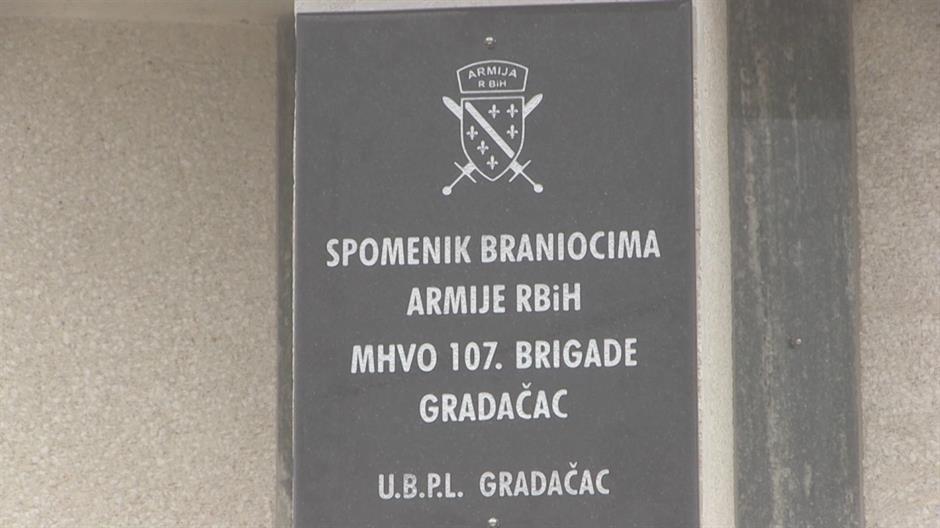 ARMIJA
R BiH
SPOMENIK BRANIOCIMA
ARMIJE RBiH
MHVO 107. BRIGADE
GRADAČAC
U.B.P.L. GRADAČAC